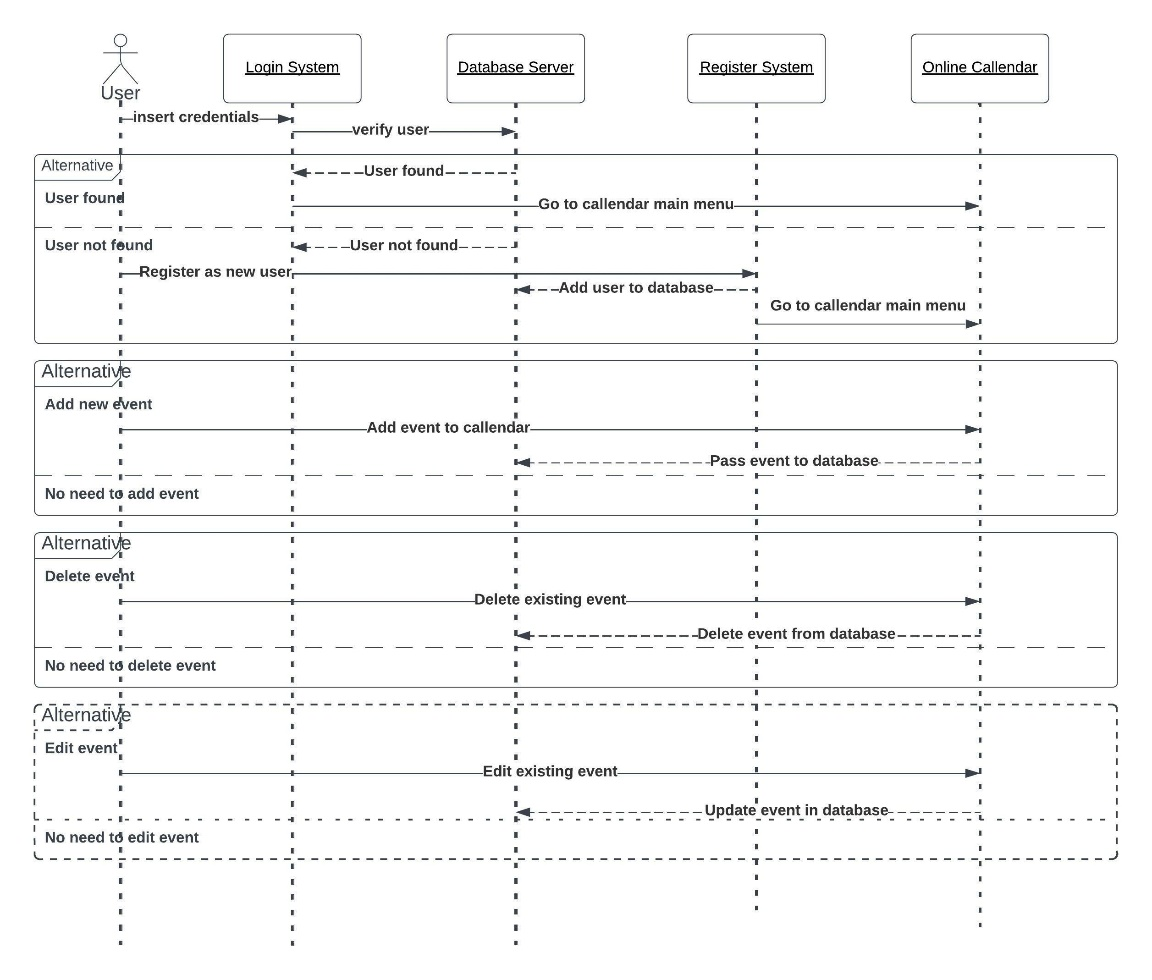 User
Login System
Database Server
Register System
Online Callendar
insert credentials
verify user
Alternative
User found
User found
Go to callendar main menu
User not found
User not found
Register as new user
Add user to database
Go to callendar main menu
Alternative
Add new event
Add event to callendar
Pass event to database
No need to add event
Alternative
Delete event
Delete existing event
Delete event from database
No need to delete event
Alternative
Edit event
Edit existing event
Update event in database
No need to edit event